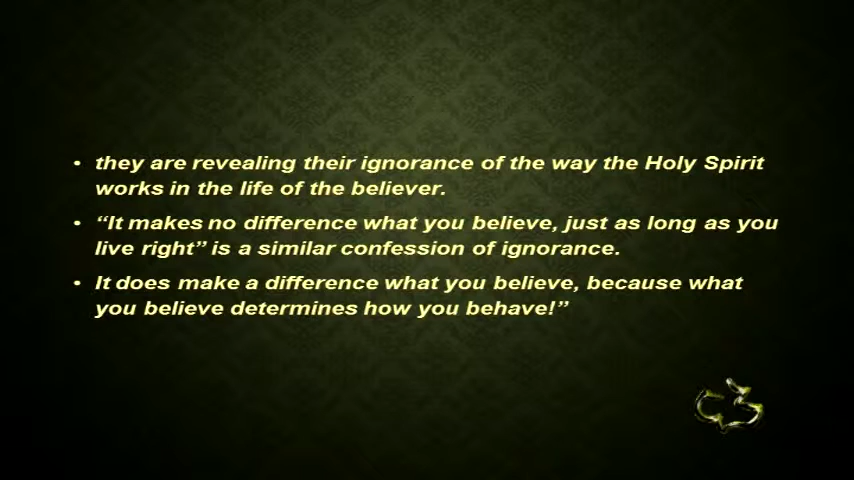 • they are revealing their ignorance of the way the Holy Spirit
works in the life of the believer.
• “It makes no difference what you believe, just as long as you
live right” is a similar confession of ignorance.
• It does make a difference what you believe, because what
you believe determines how you behave!”
C3